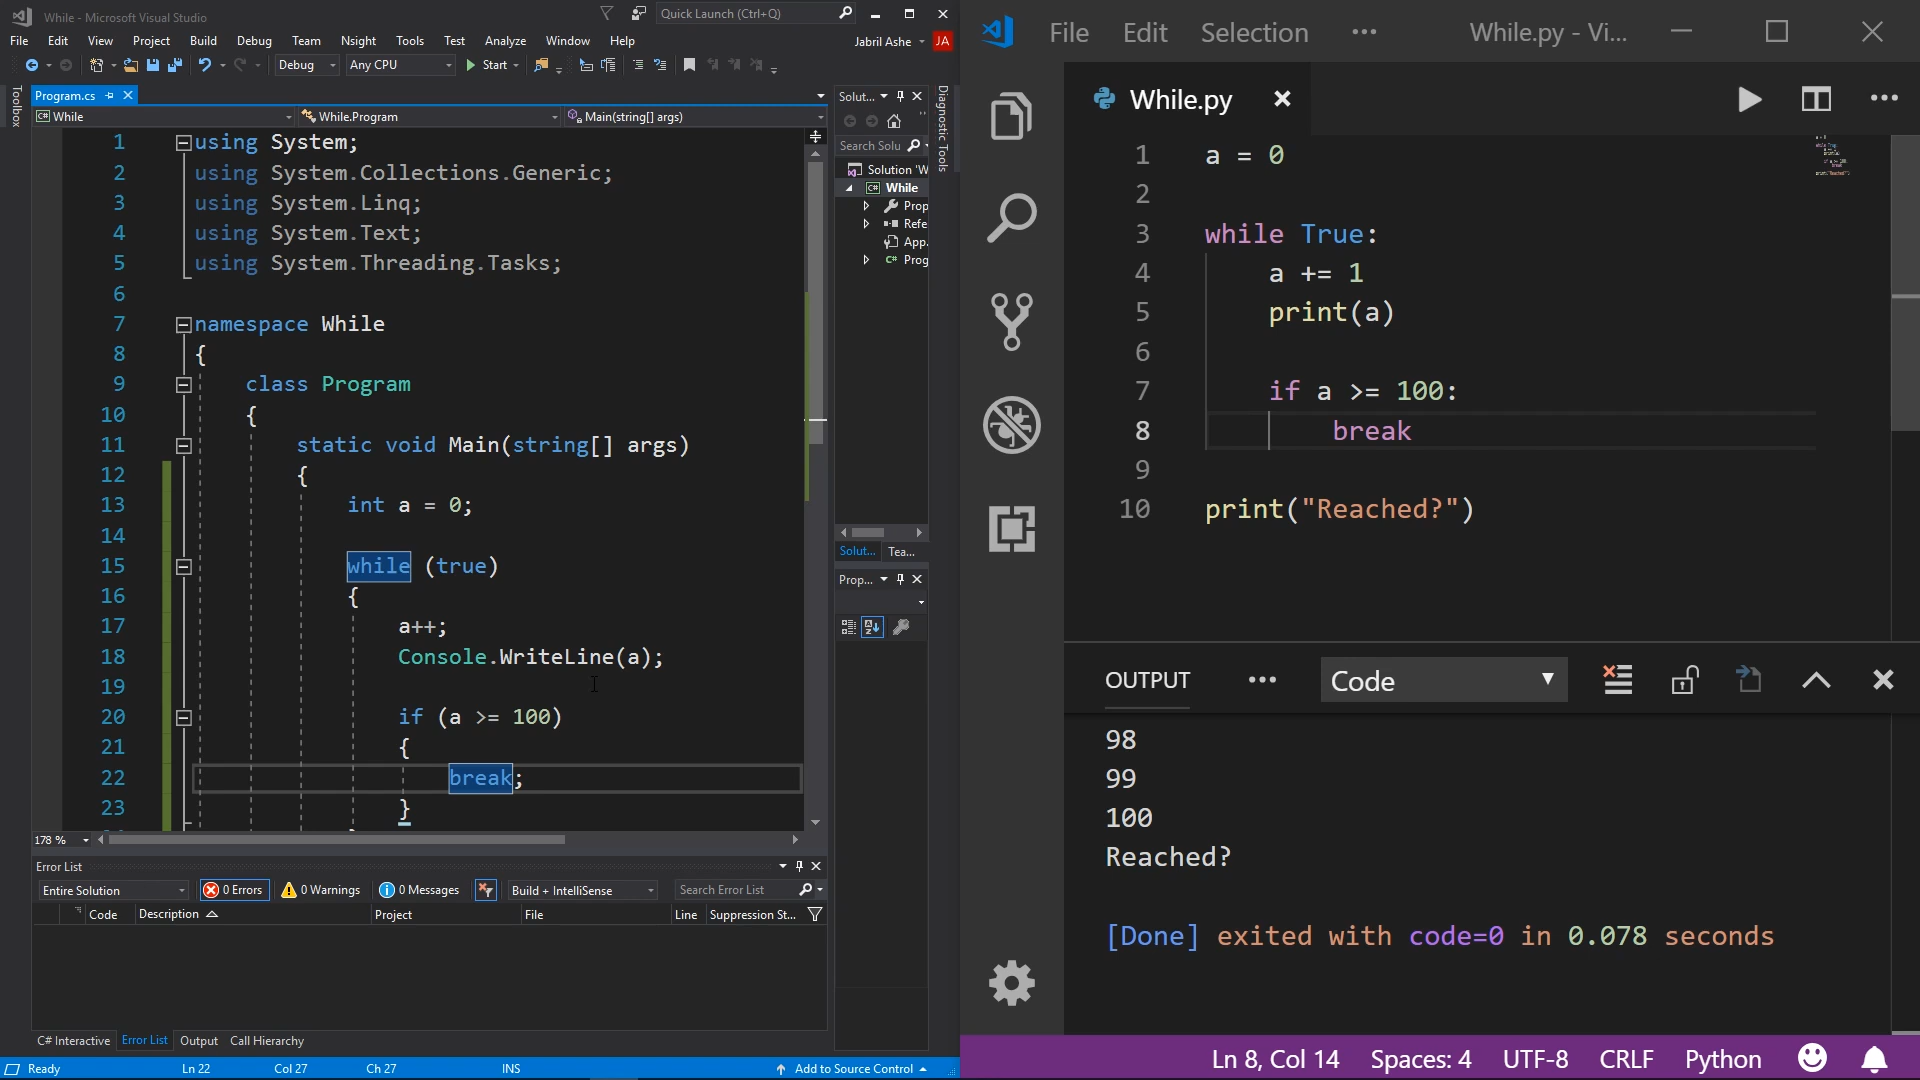 While - Microsoft Visual Studio
Quick Launch (Ctrl+Q)
File Edit View Project Build Debug Team Nsight Tools Test Analyze Window Help
Jabril Ashe JA
Debug Any CPU Start
Toolbox
Program.cs
While While.Program Main(string[] args)
1 using System;
2 using System.Collections.Generic;
3 using System.Linq;
4 using System.Text;
5 using System.Threading.Tasks;
6
7 namespace While
8 {
9 class Program
10 {
11 static void Main(string[] args)
12 {
13 int a = 0;
14
15 while (true)
16 {
17 a++;
18 Console.WriteLine(a);
19
20 if (a >= 100)
21 {
22 break;
23 }
178 %
Solut...
Search Solu
Solution 'W
While
Prop
Refe
App.
Prog
Solut... Tea...
Prop...
Diagnostic Tools
Error List
Entire Solution 0 Errors 0 Warnings 0 Messages Build + IntelliSense Search Error List
Code Description Project File Line Suppression St...
C# Interactive Error List Output Call Hierarchy
Ready Ln 22 Col 27 Ch 27 INS Add to Source Control
File Edit Selection ... While.py - Vi...
While.py
1 a = 0
2
3 while True:
4 a += 1
5 print(a)
6
7 if a >= 100:
8 break
9
10 print("Reached?")
OUTPUT ... Code
98
99
100
Reached?
[Done] exited with code=0 in 0.078 seconds
Ln 8, Col 14 Spaces: 4 UTF-8 CRLF Python